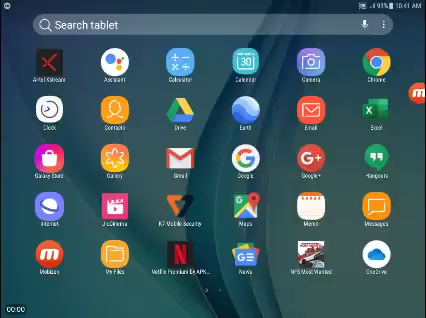 93% 10:41 AM
Search tablet
30
Airtel Xstream Assistant Calculator Calendar Camera Chrome
Clock Contacts Drive Earth Email Excel
Galaxy Store Gallery Gmail Google Google+ Hangouts
Internet JioCinema K7 Mobile Security Maps Memo Messages
Mobizen My Files Netflix Premium by APK... News NFS Most Wanted OneDrive
00:00